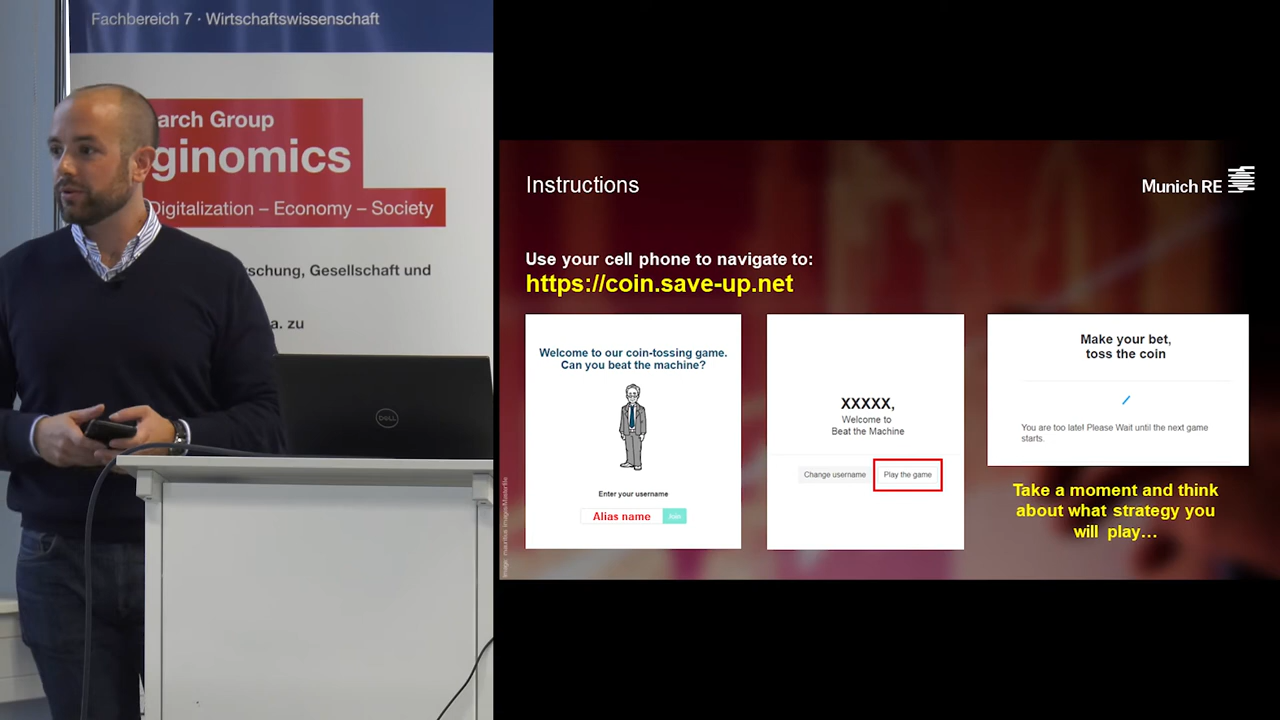 Fachbereich 7 · Wirtschaftswissenschaft
arch Group
ginomics
Digitalization – Economy – Society
rschung, Gesellschaft und
a. zu
DELL
Instructions
Munich RE
Use your cell phone to navigate to:
https://coin.save-up.net
Welcome to our coin-tossing game.
Can you beat the machine?
Enter your username
Alias name
Join
XXXXX,
Welcome to
Beat the Machine
Change username
Play the game
Make your bet,
toss the coin
You are too late! Please Wait until the next game
starts.
Take a moment and think
about what strategy you
will play…